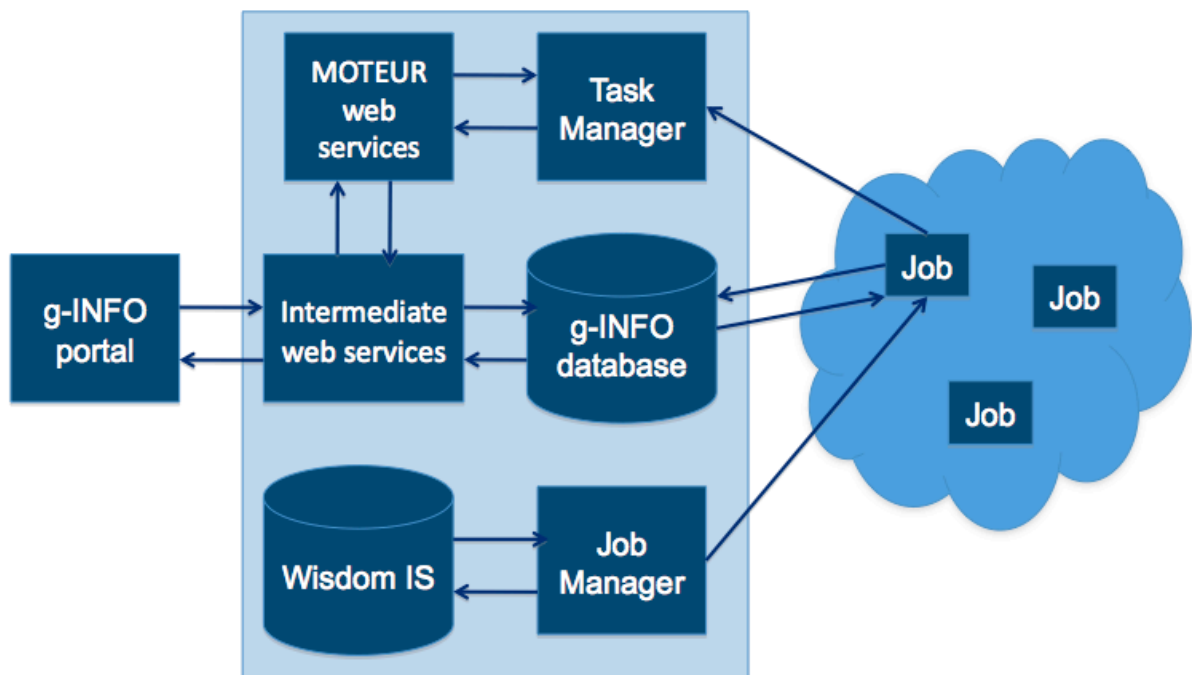 MOTEUR
web
services
Task
Manager
g-INFO
portal
Intermediate
web services
g-INFO
database
Job
Job
Job
Wisdom IS
Job
Manager